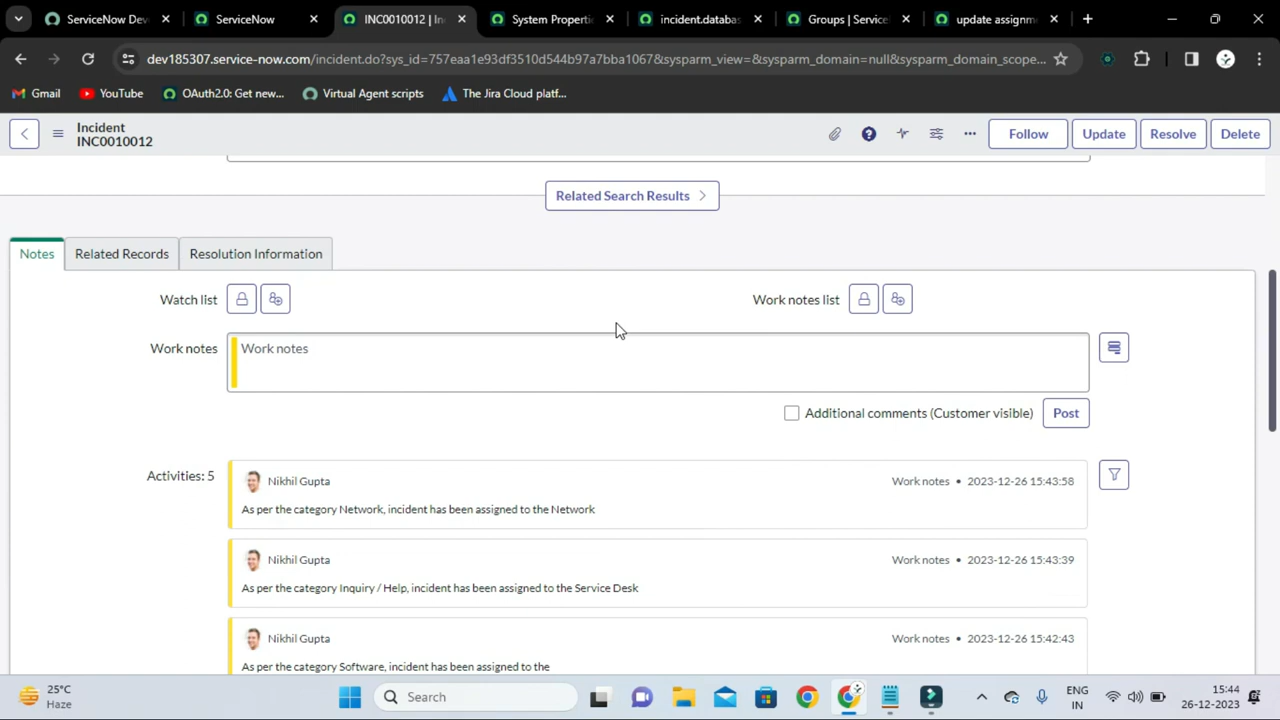 ServiceNow Dev
ServiceNow
INC0010012 | In
System Properti
incident.databas
Groups | Service
update assignm
dev185307.service-now.com/incident.do?sys_id=757eaa1e93df3510d544b97a7bba1067&sysparm_view=&sysparm_domain=null&sysparm_domain_scope...
Gmail
YouTube
OAuth2.0: Get new...
Virtual Agent scripts
The Jira Cloud platf...
Incident
INC0010012
Follow
Update
Resolve
Delete
Related Search Results
Notes
Related Records
Resolution Information
Watch list
Work notes list
Work notes
Work notes
Additional comments (Customer visible)
Post
Activities: 5
Nikhil Gupta
Work notes • 2023-12-26 15:43:58
As per the category Network, incident has been assigned to the Network
Nikhil Gupta
Work notes • 2023-12-26 15:43:39
As per the category Inquiry / Help, incident has been assigned to the Service Desk
Nikhil Gupta
Work notes • 2023-12-26 15:42:43
As per the category Software, incident has been assigned to the
25°C
Haze
Search
ENG
IN
15:44
26-12-2023